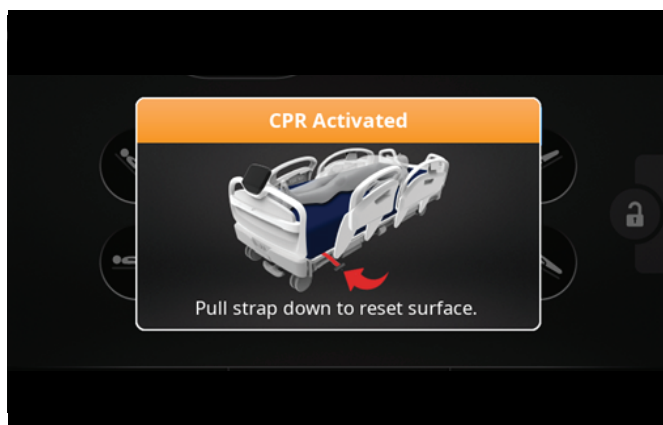 CPR Activated
Pull strap down to reset surface.